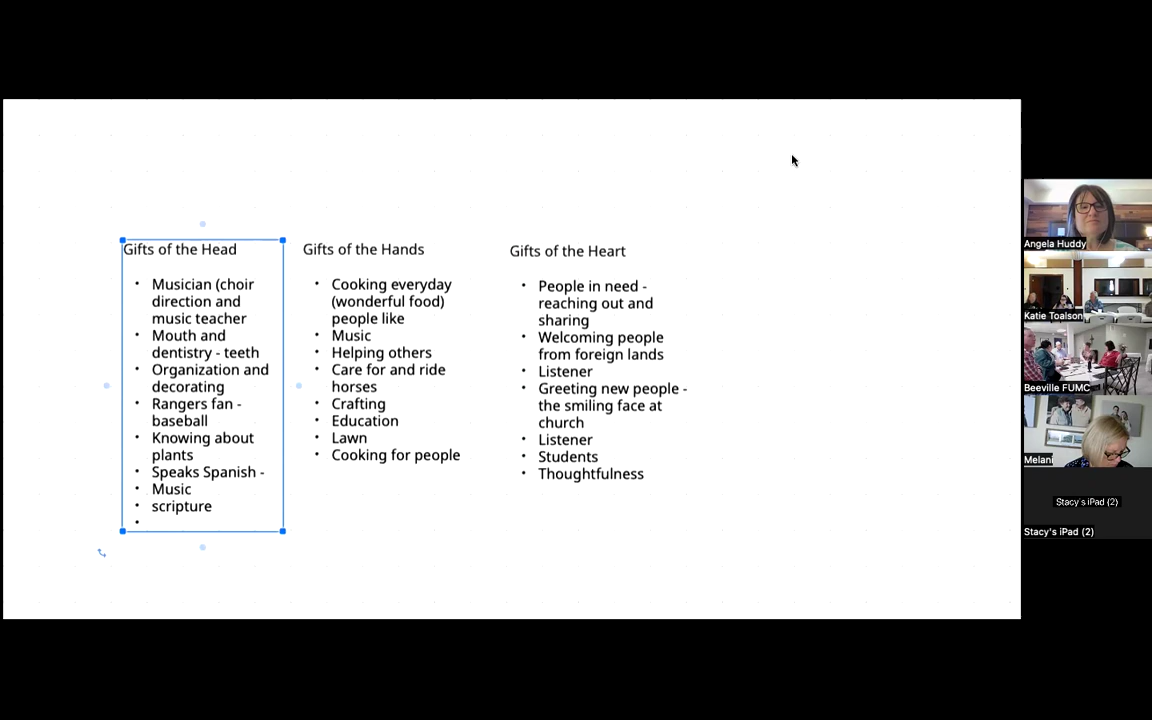 Gifts of the Head
• Musician (choir
direction and
music teacher
• Mouth and
dentistry - teeth
• Organization and
decorating
• Rangers fan -
baseball
• Knowing about
plants
• Speaks Spanish -
• Music
• scripture
•
Gifts of the Hands
• Cooking everyday
(wonderful food)
people like
• Music
• Helping others
• Care for and ride
horses
• Crafting
• Education
• Lawn
• Cooking for people
Gifts of the Heart
• People in need -
reaching out and
sharing
• Welcoming people
from foreign lands
• Listener
• Greeting new people -
the smiling face at
church
• Listener
• Students
• Thoughtfulness
Angela Huddy
Katie Toalson
Beeville FUMC
Melani
Stacy's iPad (2)
Stacy's iPad (2)